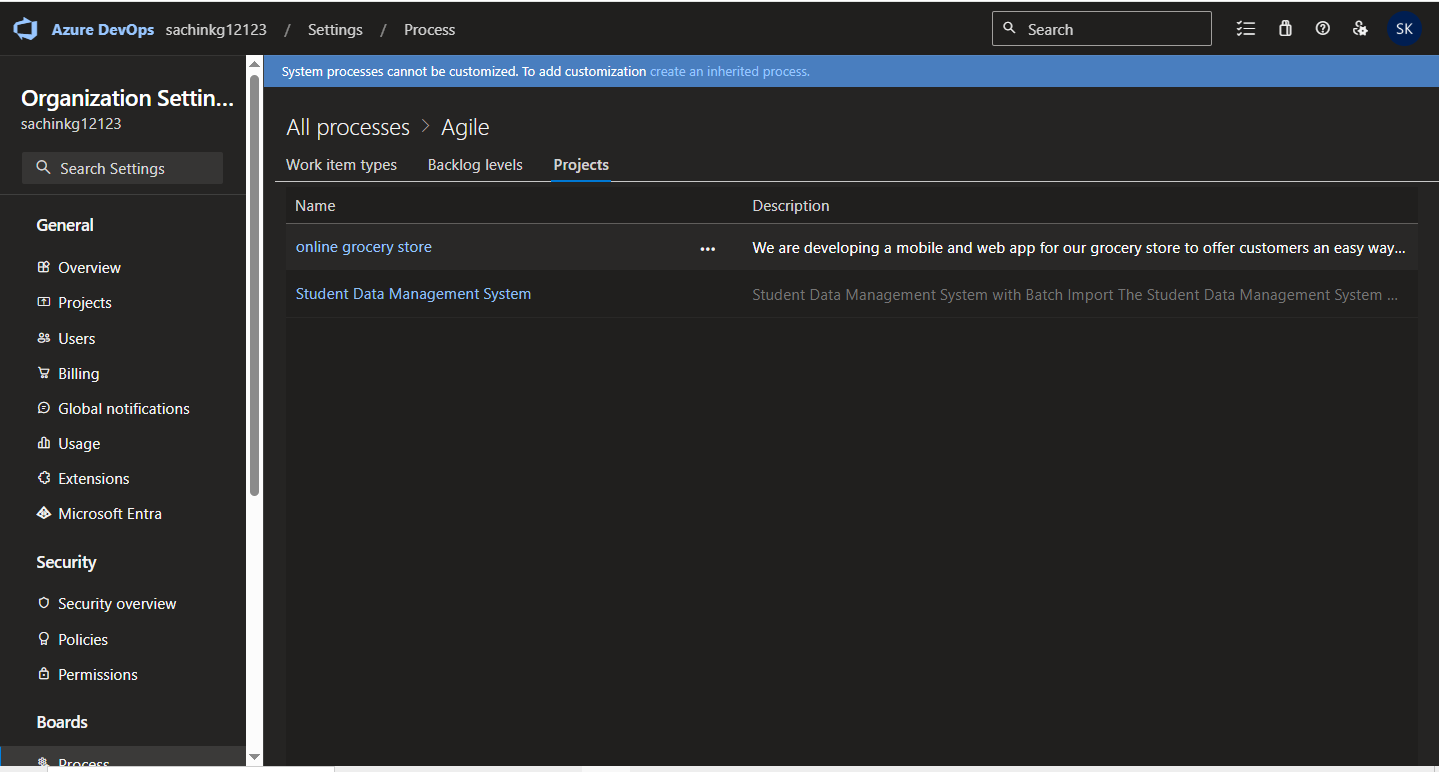 Azure DevOps sachinkg12123 / Settings / Process
Search
SK
System processes cannot be customized. To add customization create an inherited process.
Organization Settin...
sachinkg12123
Search Settings
General
Overview
Projects
Users
Billing
Global notifications
Usage
Extensions
Microsoft Entra
Security
Security overview
Policies
Permissions
Boards
Process
All processes > Agile
Work item types Backlog levels Projects
Name Description
online grocery store ... We are developing a mobile and web app for our grocery store to offer customers an easy way...
Student Data Management System Student Data Management System with Batch Import The Student Data Management System ...